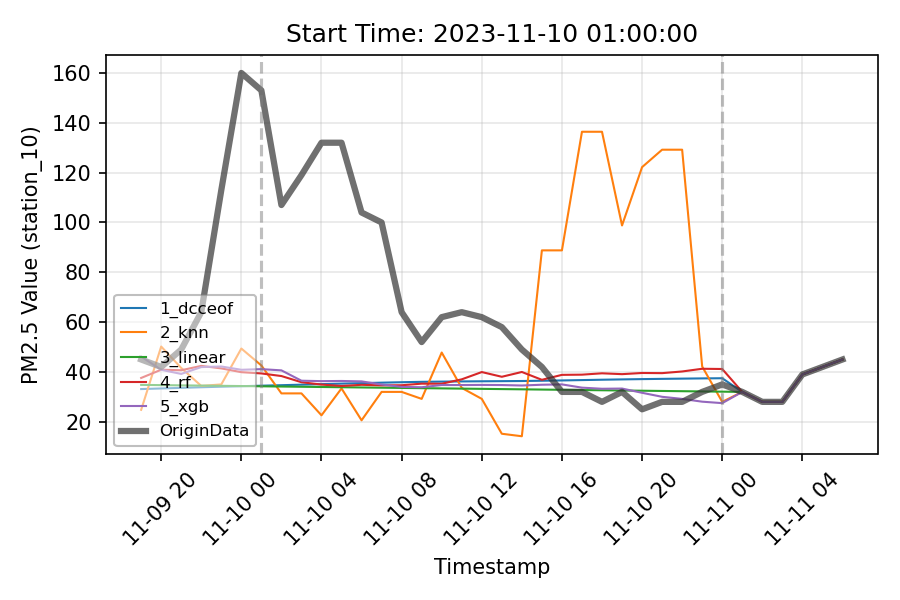 Start Time: 2023-11-10 01:00:00
PM2.5 Value (station_10)
160
140
120
100
80
60
40
20
1_dcceof
2_knn
3_linear
4_rf
5_xgb
OriginData
11-09 20
11-10 00
11-10 04
11-10 08
11-10 12
11-10 16
11-10 20
11-11 00
11-11 04
Timestamp